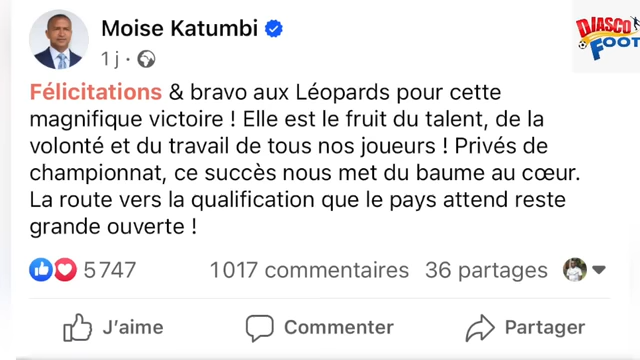 Moise Katumbi
DJASCO
FOOT
1 j ·
Félicitations & bravo aux Léopards pour cette
magnifique victoire ! Elle est le fruit du talent, de la
volonté et du travail de tous nos joueurs ! Privés de
championnat, ce succès nous met du baume au cœur.
La route vers la qualification que le pays attend reste
grande ouverte !
5 747 1 017 commentaires 36 partages
J’aime Commenter Partager